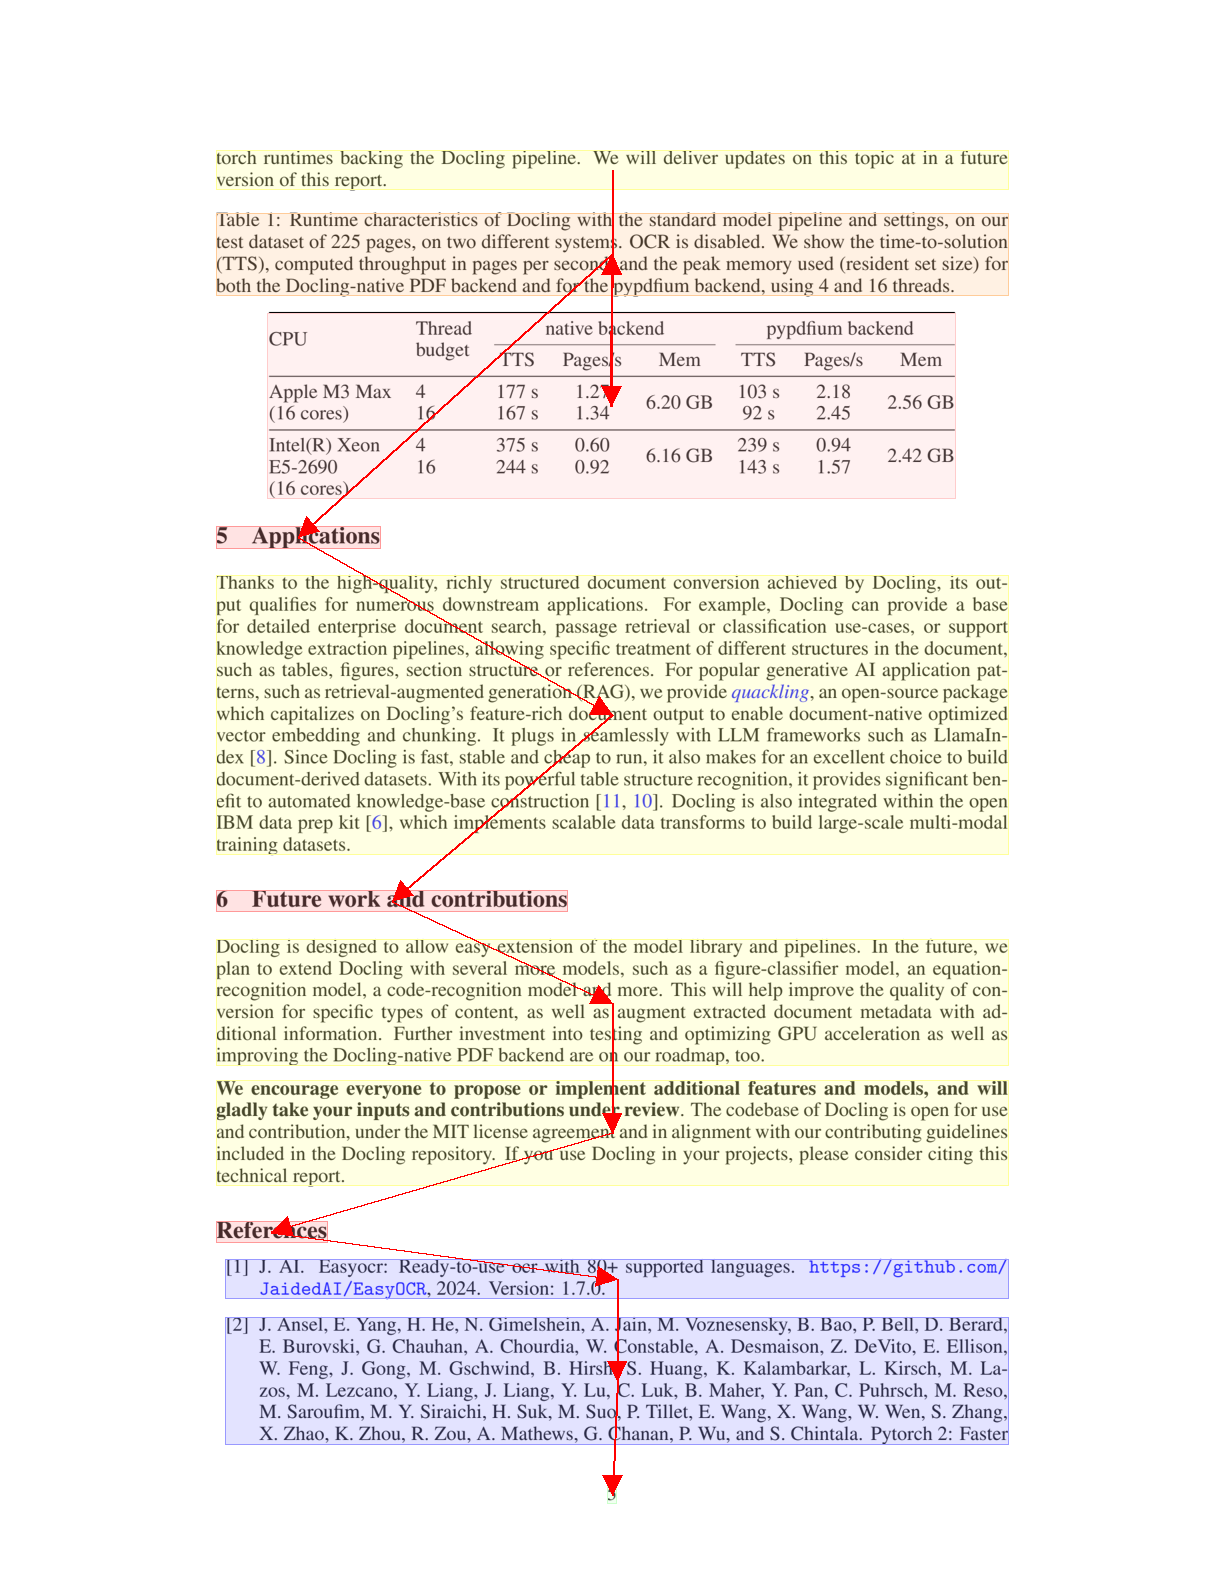 torch runtimes backing the Docling pipeline. We will deliver updates on this topic at in a future
version of this report.
Table 1: Runtime characteristics of Docling with the standard model pipeline and settings, on our
test dataset of 225 pages, on two different systems. OCR is disabled. We show the time-to-solution
(TTS), computed throughput in pages per second, and the peak memory used (resident set size) for
both the Docling-native PDF backend and for the pypdfium backend, using 4 and 16 threads.
CPU Thread budget native backend pypdfium backend
TTS Pages/s Mem TTS Pages/s Mem
Apple M3 Max 4 177 s 1.27 6.20 GB 103 s 2.18 2.56 GB
(16 cores) 16 167 s 1.34 92 s 2.45
Intel(R) Xeon 4 375 s 0.60 6.16 GB 239 s 0.94 2.42 GB
E5-2690 16 244 s 0.92 143 s 1.57
(16 cores)
5 Applications
Thanks to the high-quality, richly structured document conversion achieved by Docling, its out-
put qualifies for numerous downstream applications. For example, Docling can provide a base
for detailed enterprise document search, passage retrieval or classification use-cases, or support
knowledge extraction pipelines, allowing specific treatment of different structures in the document,
such as tables, figures, section structure or references. For popular generative AI application pat-
terns, such as retrieval-augmented generation (RAG), we provide quackling, an open-source package
which capitalizes on Docling's feature-rich document output to enable document-native optimized
vector embedding and chunking. It plugs in seamlessly with LLM frameworks such as LlamaIn-
dex [8]. Since Docling is fast, stable and cheap to run, it also makes for an excellent choice to build
document-derived datasets. With its powerful table structure recognition, it provides significant ben-
efit to automated knowledge-base construction [11, 10]. Docling is also integrated within the open
IBM data prep kit [6], which implements scalable data transforms to build large-scale multi-modal
training datasets.
6 Future work and contributions
Docling is designed to allow easy extension of the model library and pipelines. In the future, we
plan to extend Docling with several more models, such as a figure-classifier model, an equation-
recognition model, a code-recognition model and more. This will help improve the quality of con-
version for specific types of content, as well as augment extracted document metadata with ad-
ditional information. Further investment into testing and optimizing GPU acceleration as well as
improving the Docling-native PDF backend are on our roadmap, too.
We encourage everyone to propose or implement additional features and models, and will
gladly take your inputs and contributions under review. The codebase of Docling is open for use
and contribution, under the MIT license agreement and in alignment with our contributing guidelines
included in the Docling repository. If you use Docling in your projects, please consider citing this
technical report.
References
[1] J. AI. Easyocr: Ready-to-use ocr with 80+ supported languages. https://github.com/
JaidedAI/EasyOCR, 2024. Version: 1.7.0.
[2] J. Ansel, E. Yang, H. He, N. Gimelshein, A. Jain, M. Voznesensky, B. Bao, P. Bell, D. Berard,
E. Burovski, G. Chauhan, A. Chourdia, W. Constable, A. Desmaison, Z. DeVito, E. Ellison,
W. Feng, J. Gong, M. Gschwind, B. Hirsh, S. Huang, K. Kalambarkar, L. Kirsch, M. La-
zos, M. Lezcano, Y. Liang, J. Liang, Y. Lu, C. Luk, B. Maher, Y. Pan, C. Puhrsch, M. Reso,
M. Saroufim, M. Y. Siraichi, H. Suk, M. Suo, P. Tillet, E. Wang, X. Wang, W. Wen, S. Zhang,
X. Zhao, K. Zhou, R. Zou, A. Mathews, G. Chanan, P. Wu, and S. Chintala. Pytorch 2: Faster